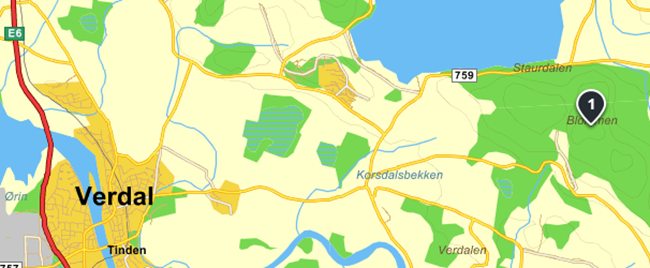 E6
759
Staurdalen
1
Korsdalsbekken
Verdal
Ørin
Tinden
Verdalen
757